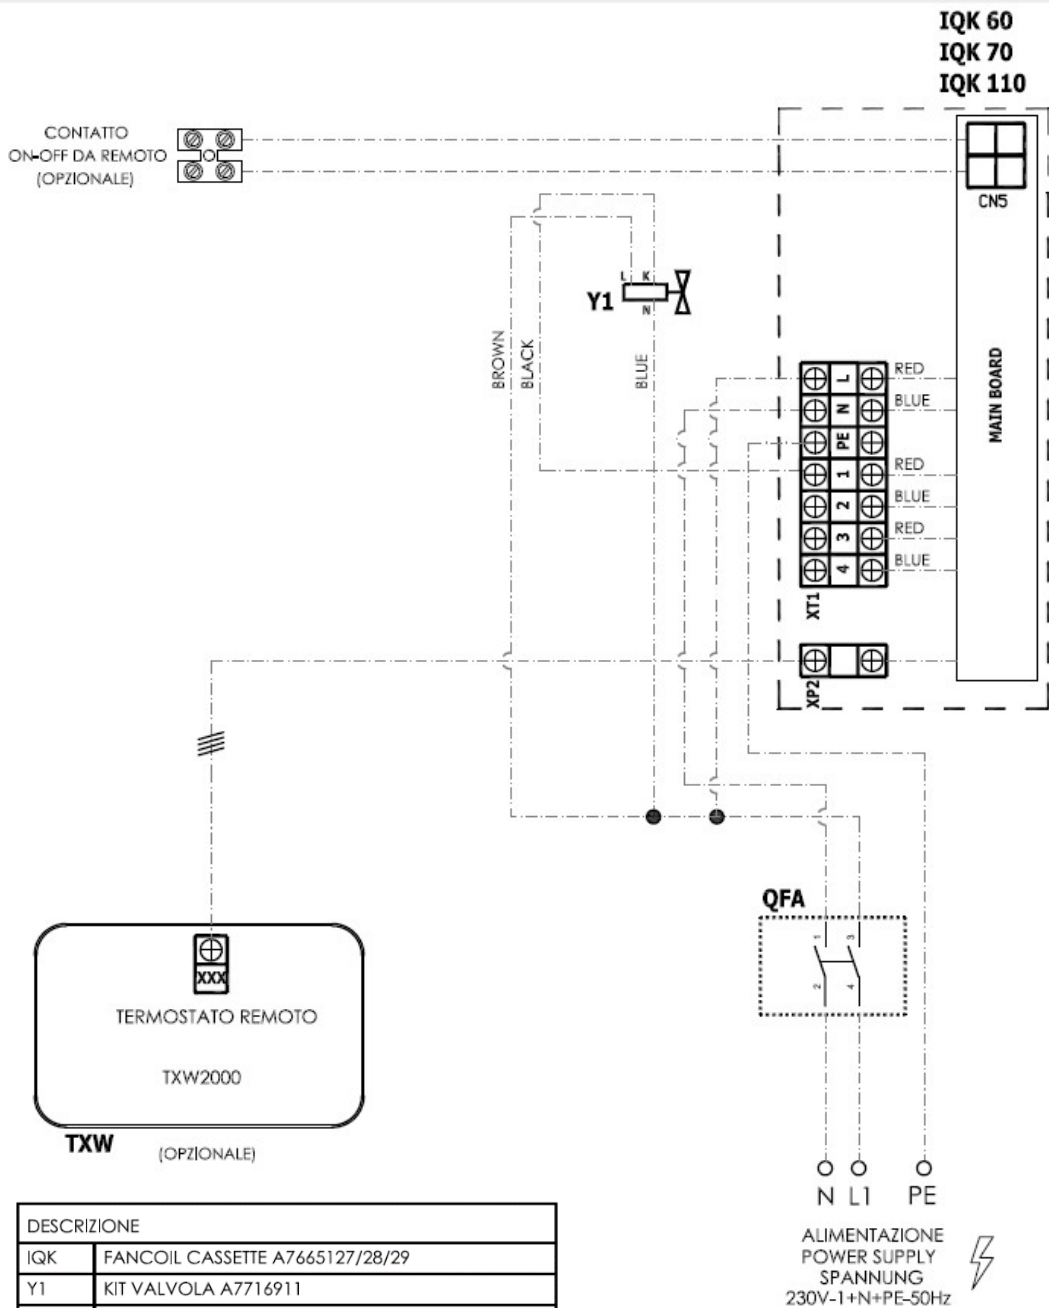 IQK 60
IQK 70
IQK 110
CONTATTO
ON-OFF DA REMOTO
(OPZIONALE)
CN5
L K
Y1
N
BROWN
BLACK
BLUE
MAIN BOARD
L RED
N BLUE
PE
1 RED
2 BLUE
3 RED
4 BLUE
XT1
XP2
QFA
1 3
2 4
XXX
TERMOSTATO REMOTO
TXW2000
TXW
(OPZIONALE)
N L1 PE
ALIMENTAZIONE
POWER SUPPLY
SPANNUNG
230V-1+N+PE-50Hz
DESCRIZIONE
IQK FANCOIL CASSETTE A7665127/28/29
Y1 KIT VALVOLA A7716911